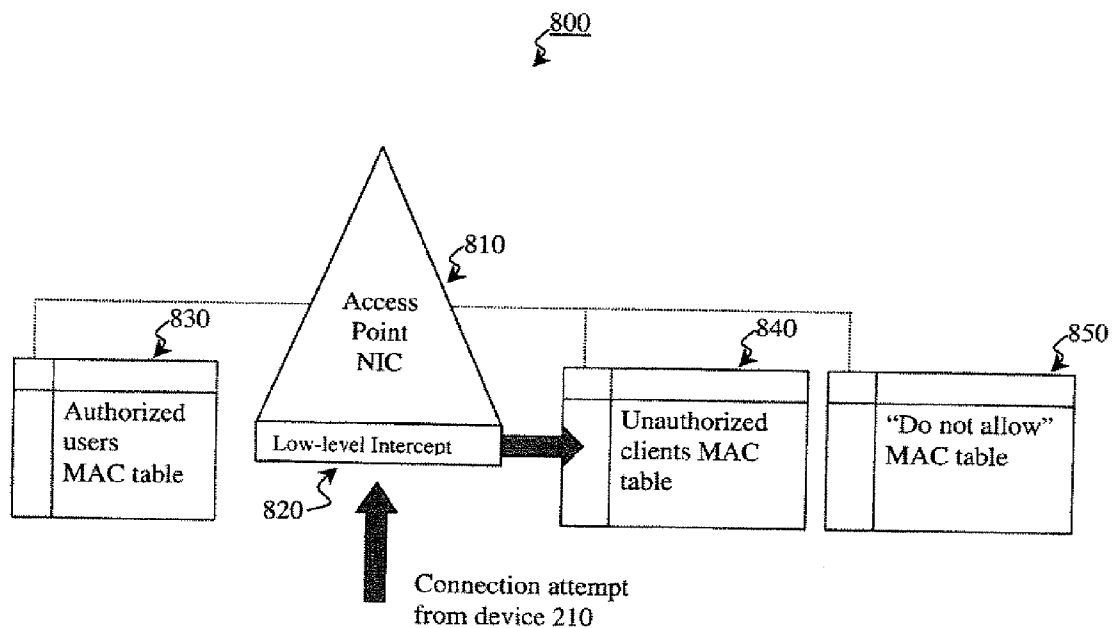 800
810
Access
Point
NIC
830
840
850
Authorized
users
MAC table
Low-level Intercept
Unauthorized
clients MAC
table
“Do not allow”
MAC table
820
Connection attempt
from device 210